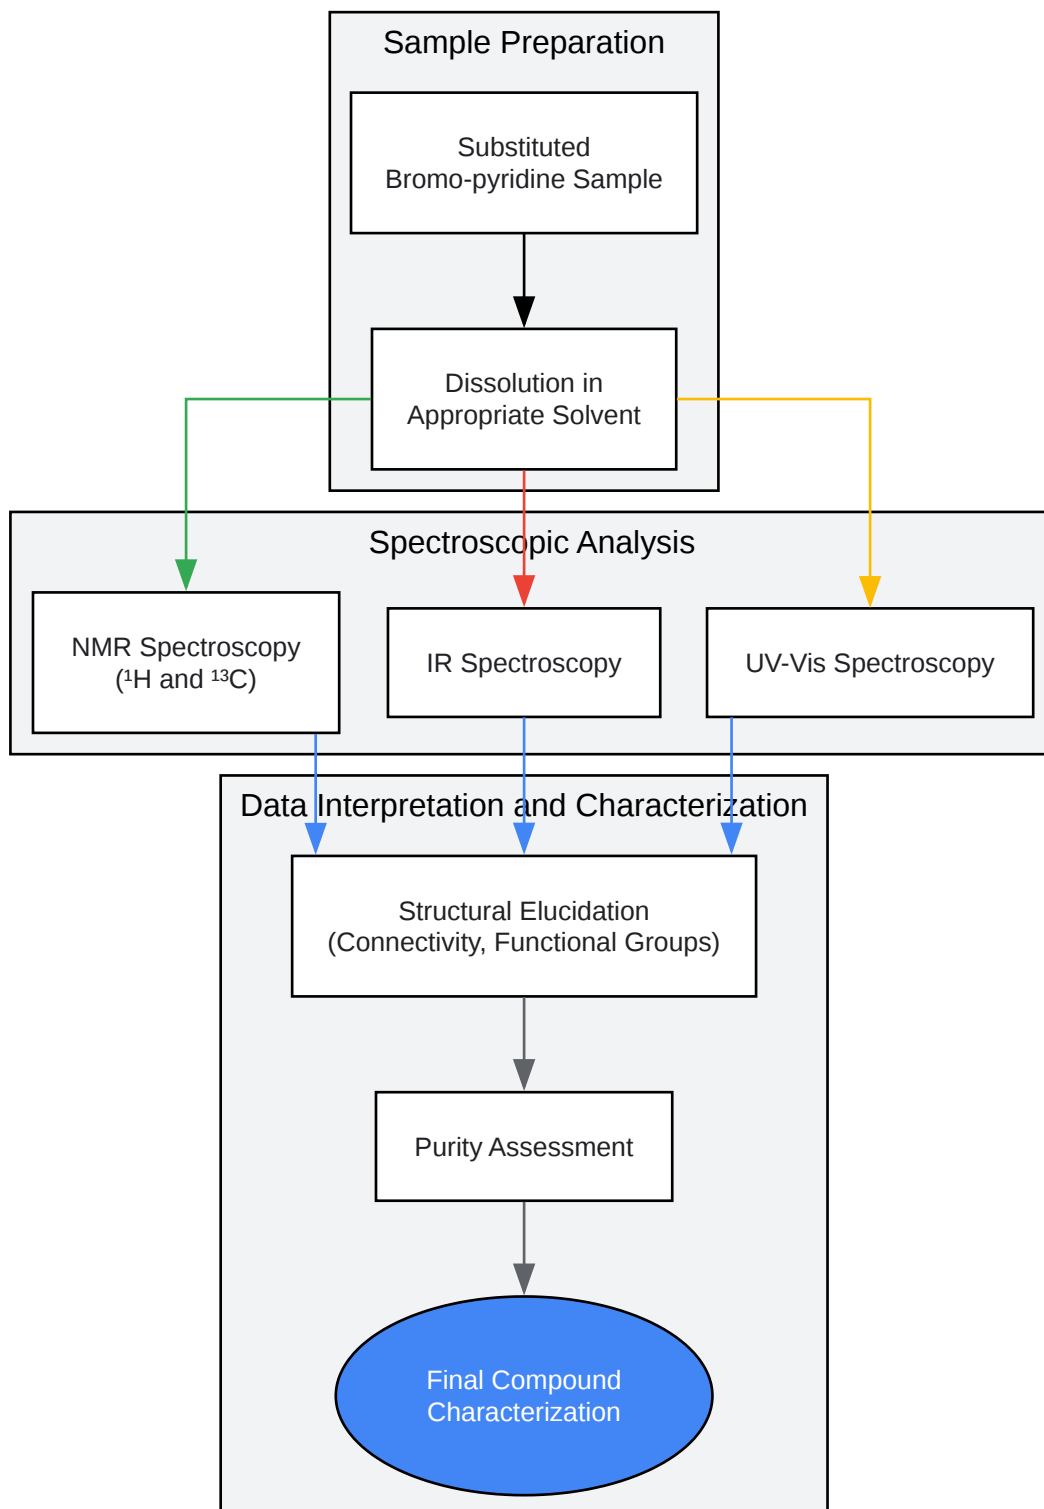 Sample Preparation
Substituted
Bromo-pyridine Sample
Dissolution in
Appropriate Solvent
Spectroscopic Analysis
NMR Spectroscopy
(¹H and ¹³C)
IR Spectroscopy
UV-Vis Spectroscopy
Data Interpretation and Characterization
Structural Elucidation
(Connectivity, Functional Groups)
Purity Assessment
Final Compound
Characterization